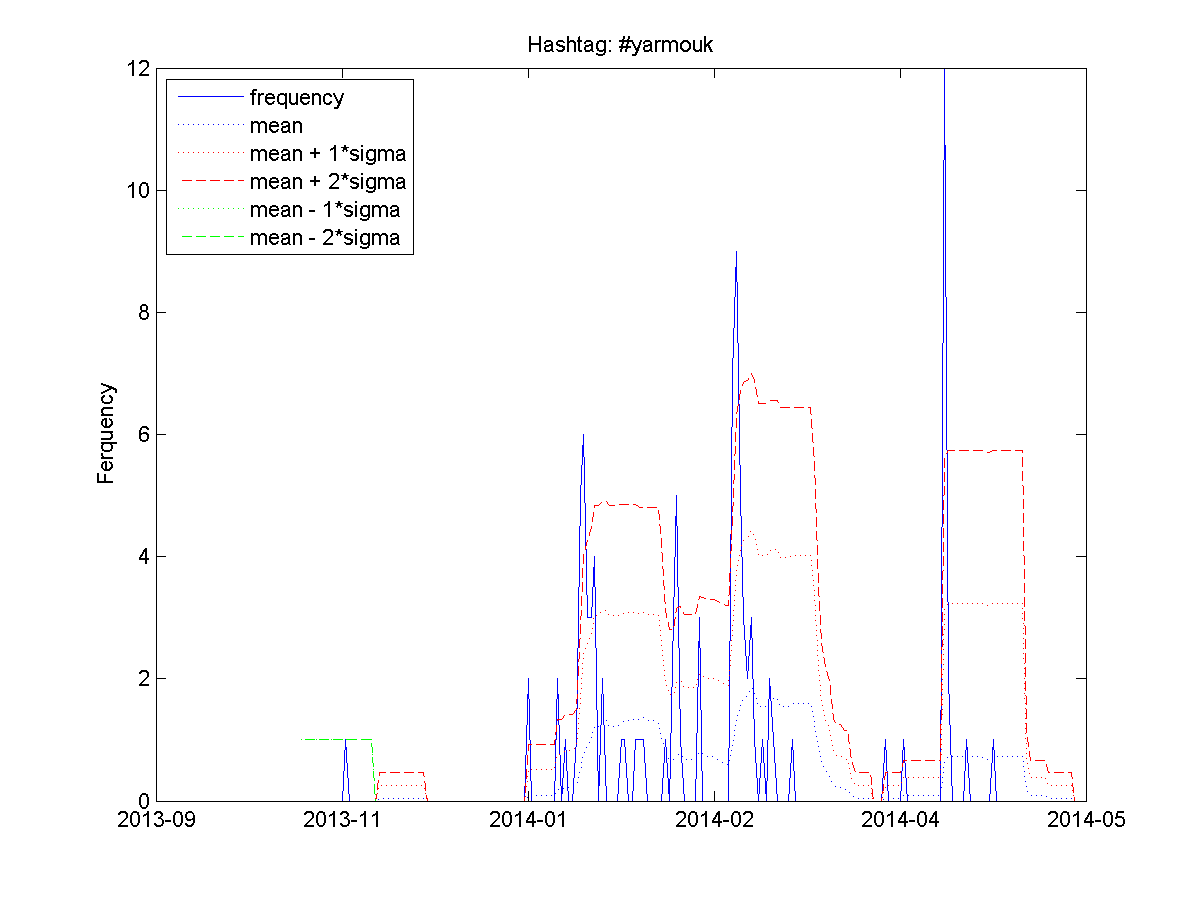 Hashtag: #yarmouk
12
frequency
mean
mean + 1*sigma
mean + 2*sigma
mean - 1*sigma
mean - 2*sigma
10
8
6
4
2
0
Ferquency
2013-09
2013-11
2014-01
2014-02
2014-04
2014-05